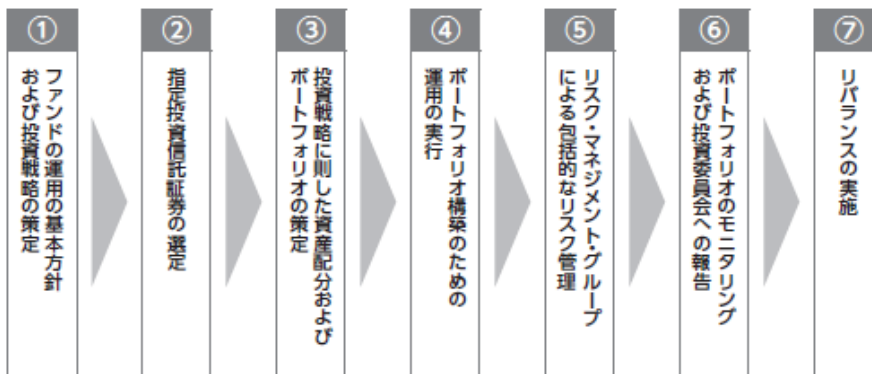 ①
ファンドの運用の基本方針
および投資戦略の策定
②
指定投資信託証券の選定
③
投資戦略に則した資産配分および
ポートフォリオの策定
④
ポートフォリオ構築のための
運用の実行
⑤
リスク・マネジメント・グループ
による包括的なリスク管理
⑥
ポートフォリオのモニタリング
および投資委員会への報告
⑦
リバランスの実施